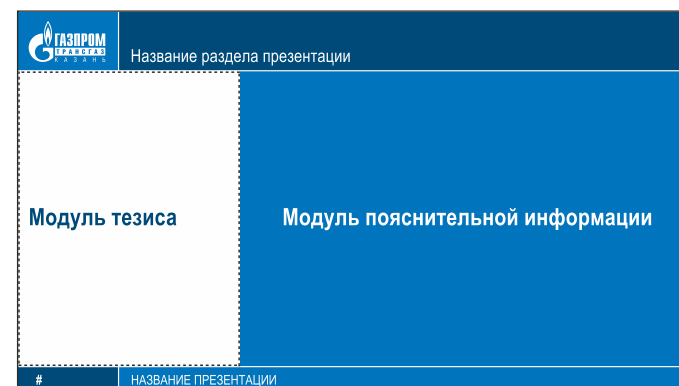 ГАЗПРОМ
ТРАНСГАЗ
КАЗАНЬ
Название раздела презентации
Модуль тезиса
Модуль пояснительной информации
#
НАЗВАНИЕ ПРЕЗЕНТАЦИИ